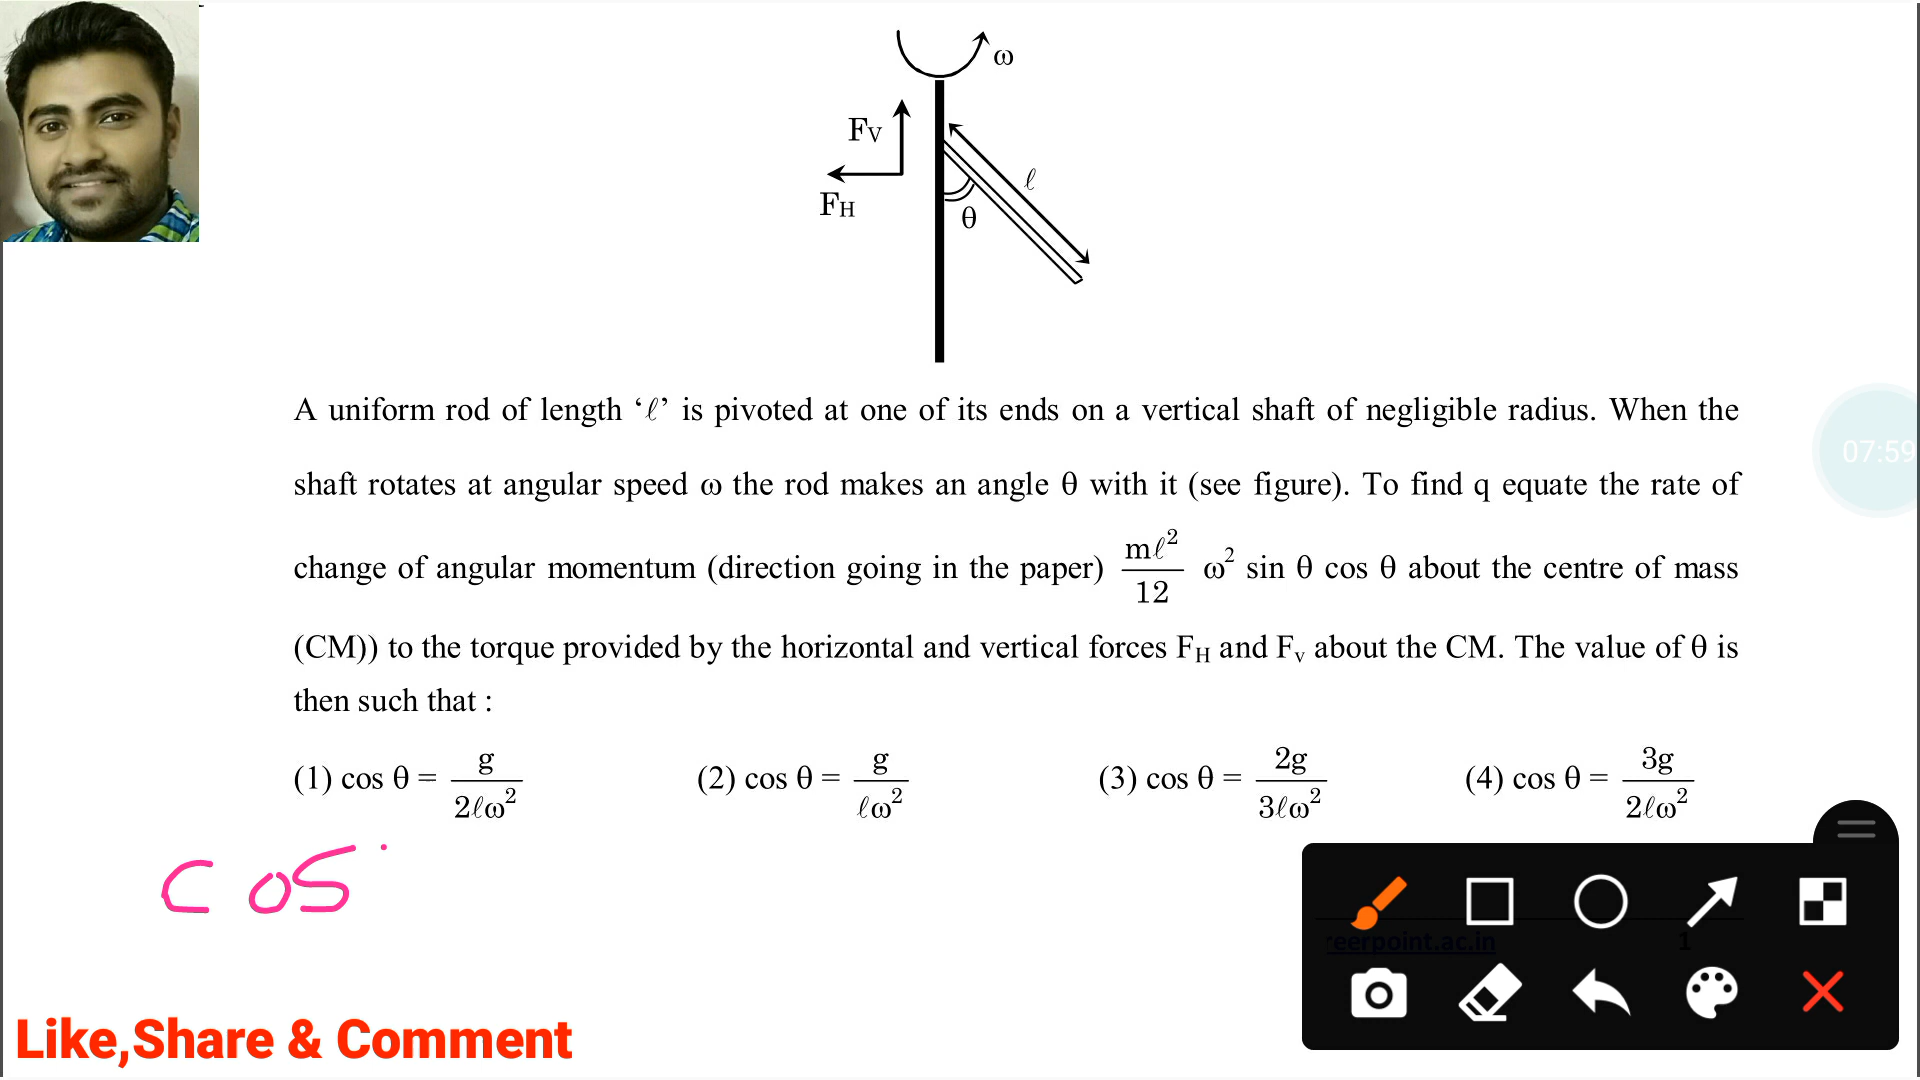 ω
F_V
ℓ
F_H
θ
A uniform rod of length ‘ℓ’ is pivoted at one of its ends on a vertical shaft of negligible radius. When the
shaft rotates at angular speed ω the rod makes an angle θ with it (see figure). To find q equate the rate of
change of angular momentum (direction going in the paper) mℓ²/12 ω² sin θ cos θ about the centre of mass
(CM)) to the torque provided by the horizontal and vertical forces F_H and F_v about the CM. The value of θ is
then such that :
(1) cos θ = g/2ℓω² (2) cos θ = g/ℓω² (3) cos θ = 2g/3ℓω² (4) cos θ = 3g/2ℓω²
07:59
cos
reerpoint.ac.in 1
Like,Share & Comment